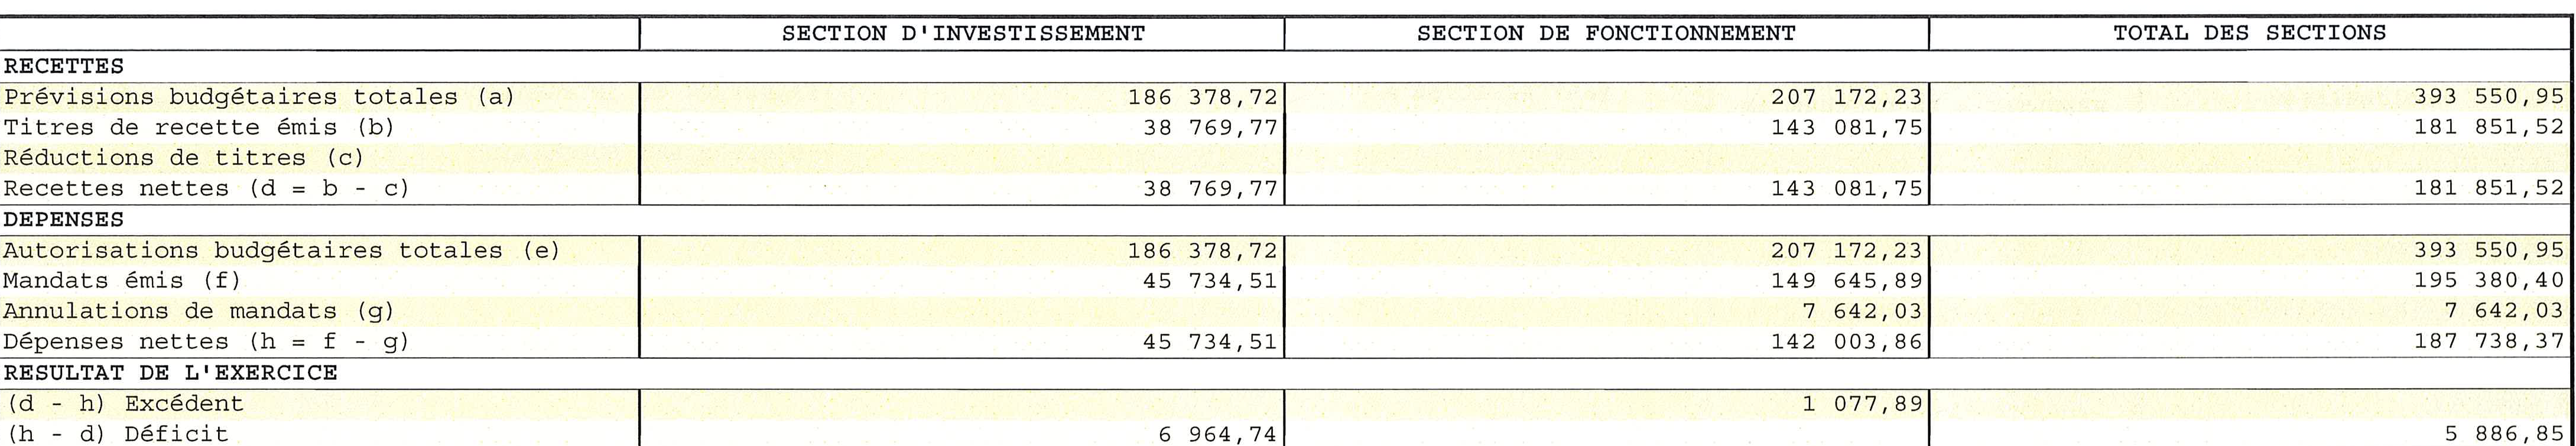 SECTION D'INVESTISSEMENT SECTION DE FONCTIONNEMENT TOTAL DES SECTIONS
RECETTES
Prévisions budgétaires totales (a) 186 378,72 207 172,23 393 550,95
Titres de recette émis (b) 38 769,77 143 081,75 181 851,52
Réductions de titres (c)
Recettes nettes (d = b - c) 38 769,77 143 081,75 181 851,52
DEPENSES
Autorisations budgétaires totales (e) 186 378,72 207 172,23 393 550,95
Mandats émis (f) 45 734,51 149 645,89 195 380,40
Annulations de mandats (g) 7 642,03 7 642,03
Dépenses nettes (h = f - g) 45 734,51 142 003,86 187 738,37
RESULTAT DE L'EXERCICE
(d - h) Excédent 1 077,89
(h - d) Déficit 6 964,74 5 886,85